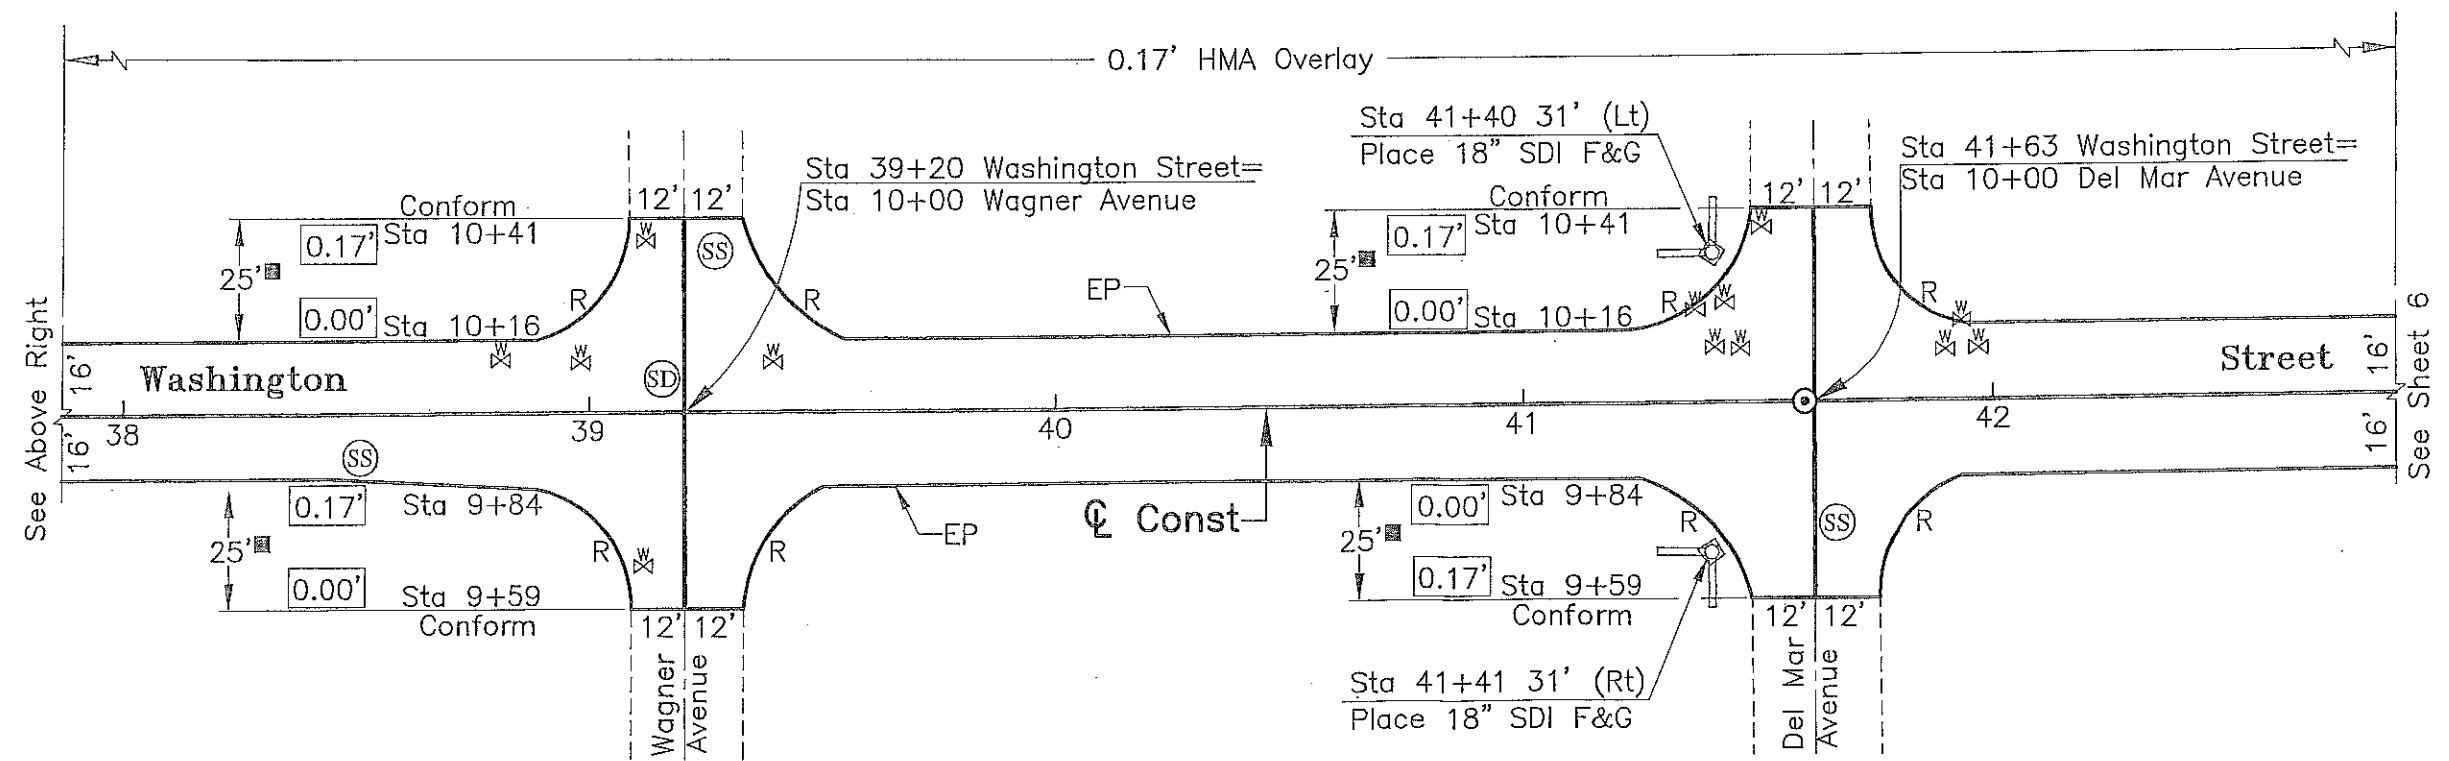 0.17' HMA Overlay
Sta 41+40 31' (Lt)
Place 18" SDI F&G
Sta 39+20 Washington Street=
Sta 10+00 Wagner Avenue
Sta 41+63 Washington Street=
Sta 10+00 Del Mar Avenue
12' 12'
Conform
0.17' Sta 10+41
SS
25'
R
R
0.00' Sta 10+16
EP
12' 12'
Conform
0.17' Sta 10+41
25'
R
R
0.00' Sta 10+16
W
W
W
W
W
W
W
W
W
W
W
W
See Above Right
16'
16'
Washington
SD
Street
16'
16'
See Sheet 6
38
39
40
41
42
SS
0.17' Sta 9+84
25'
R
R
W
0.00' Sta 9+59
Conform
12' 12'
EP
CL Const
0.00' Sta 9+84
25'
R
R
SS
0.17' Sta 9+59
Conform
12' 12'
Wagner
Avenue
Sta 41+41 31' (Rt)
Place 18" SDI F&G
Del Mar
Avenue